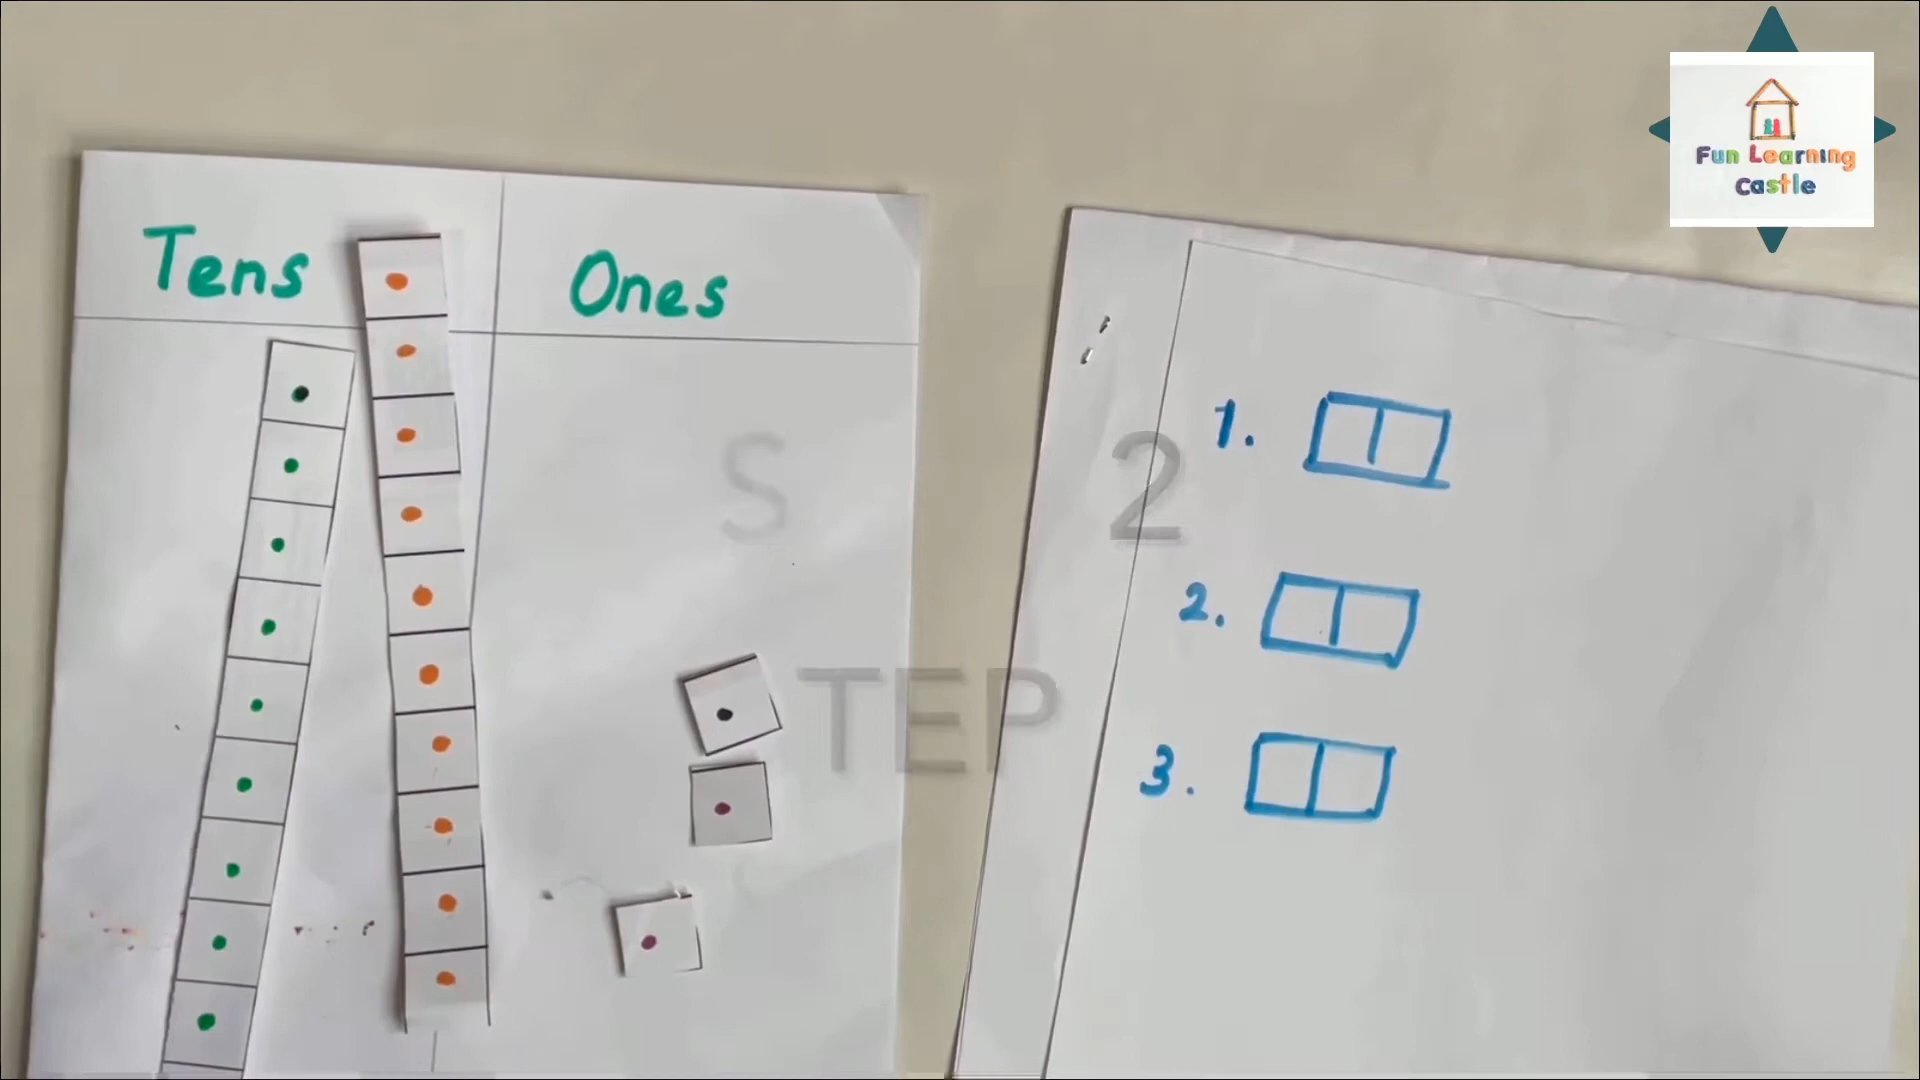 Tens Ones
1.
2.
3.
S 2
TEP
Fun Learning
Castle